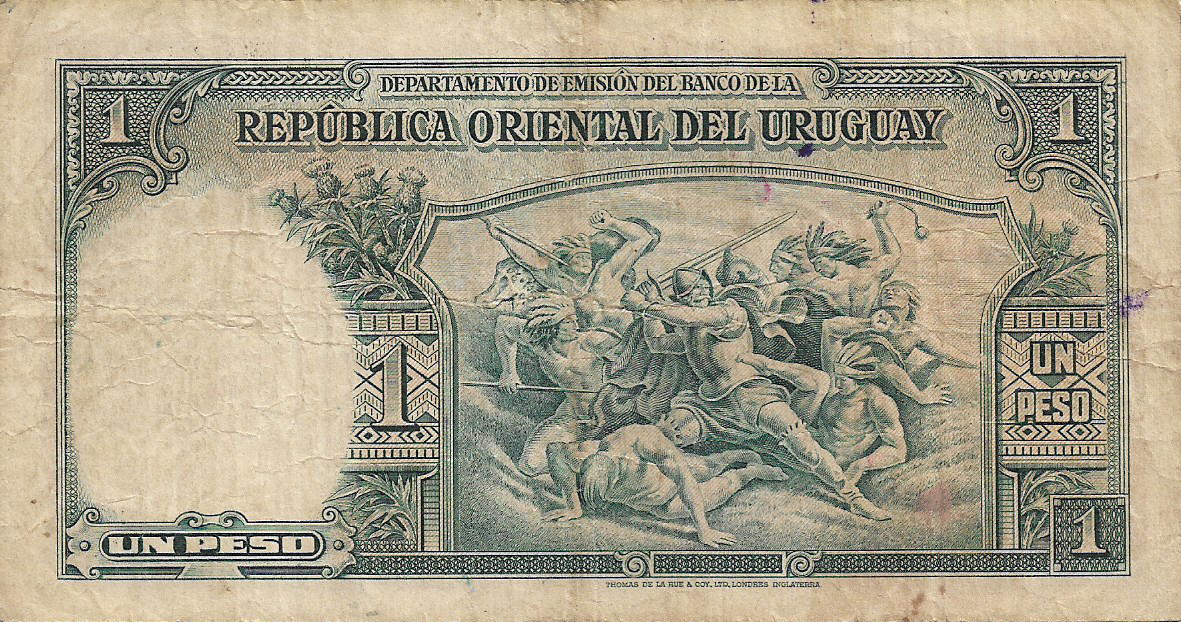 DEPARTAMENTO DE EMISIÓN DEL BANCO DE LA
1
REPÚBLICA ORIENTAL DEL URUGUAY
1
1
UN
PESO
UN PESO
1
THOMAS DE LA RUE & COY. LTD. LONDRES INGLATERRA